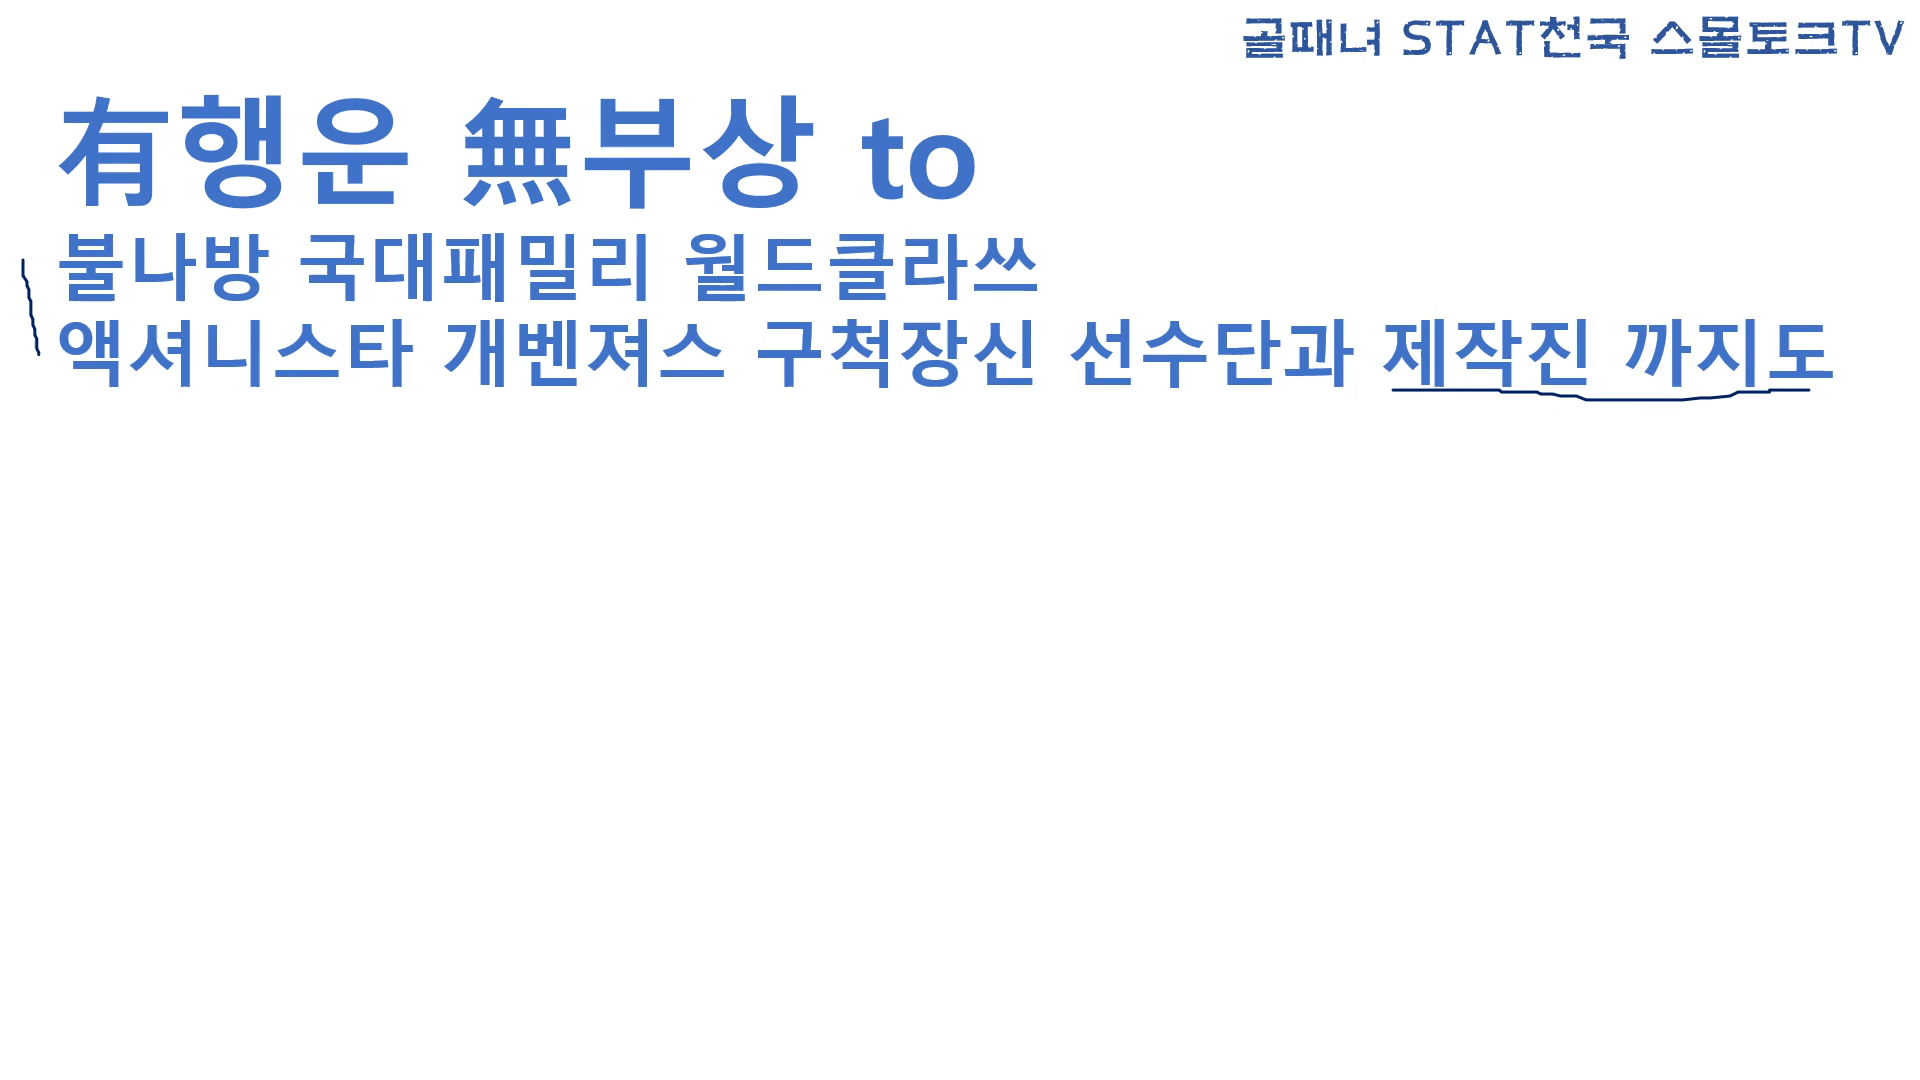 골때녀 STAT천국 스몰토크TV
有행운 無부상 to
불나방 국대패밀리 월드클라쓰
액셔니스타 개벤져스 구척장신 선수단과 제작진 까지도